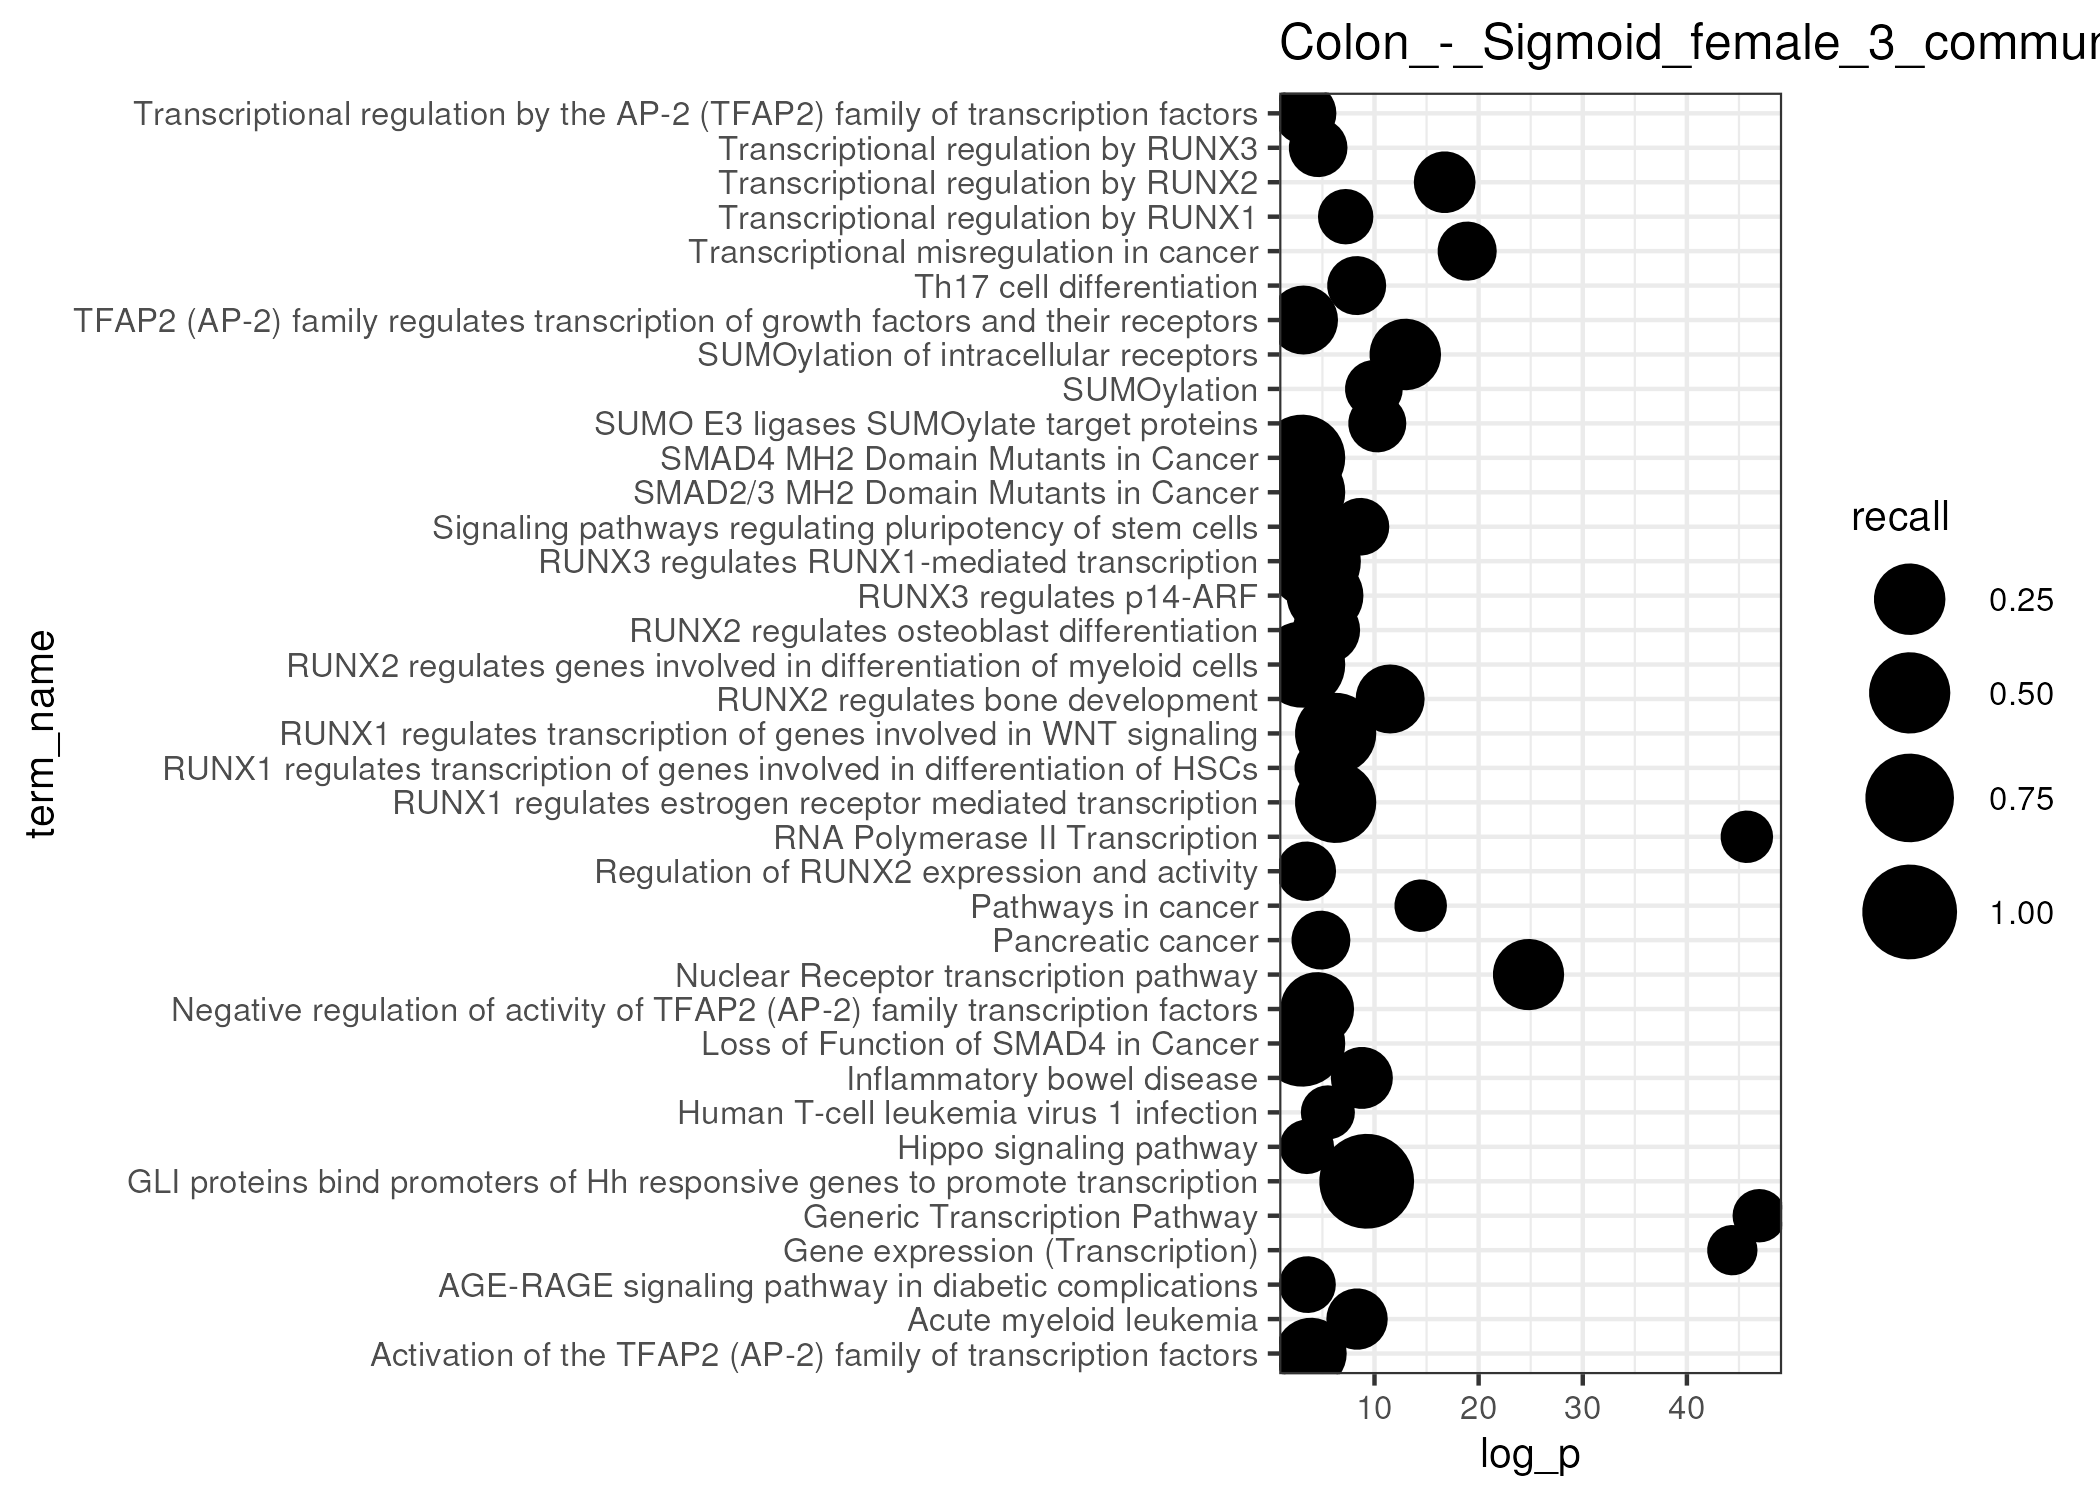 Colon_-_Sigmoid_female_3_commun
Transcriptional regulation by the AP-2 (TFAP2) family of transcription factors
Transcriptional regulation by RUNX3
Transcriptional regulation by RUNX2
Transcriptional regulation by RUNX1
Transcriptional misregulation in cancer
Th17 cell differentiation
TFAP2 (AP-2) family regulates transcription of growth factors and their receptors
SUMOylation of intracellular receptors
SUMOylation
SUMO E3 ligases SUMOylate target proteins
SMAD4 MH2 Domain Mutants in Cancer
SMAD2/3 MH2 Domain Mutants in Cancer
Signaling pathways regulating pluripotency of stem cells
RUNX3 regulates RUNX1-mediated transcription
RUNX3 regulates p14-ARF
RUNX2 regulates osteoblast differentiation
RUNX2 regulates genes involved in differentiation of myeloid cells
RUNX2 regulates bone development
RUNX1 regulates transcription of genes involved in WNT signaling
RUNX1 regulates transcription of genes involved in differentiation of HSCs
RUNX1 regulates estrogen receptor mediated transcription
RNA Polymerase II Transcription
Regulation of RUNX2 expression and activity
Pathways in cancer
Pancreatic cancer
Nuclear Receptor transcription pathway
Negative regulation of activity of TFAP2 (AP-2) family transcription factors
Loss of Function of SMAD4 in Cancer
Inflammatory bowel disease
Human T-cell leukemia virus 1 infection
Hippo signaling pathway
GLI proteins bind promoters of Hh responsive genes to promote transcription
Generic Transcription Pathway
Gene expression (Transcription)
AGE-RAGE signaling pathway in diabetic complications
Acute myeloid leukemia
Activation of the TFAP2 (AP-2) family of transcription factors
term_name
10 20 30 40
log_p
recall
0.25
0.50
0.75
1.00